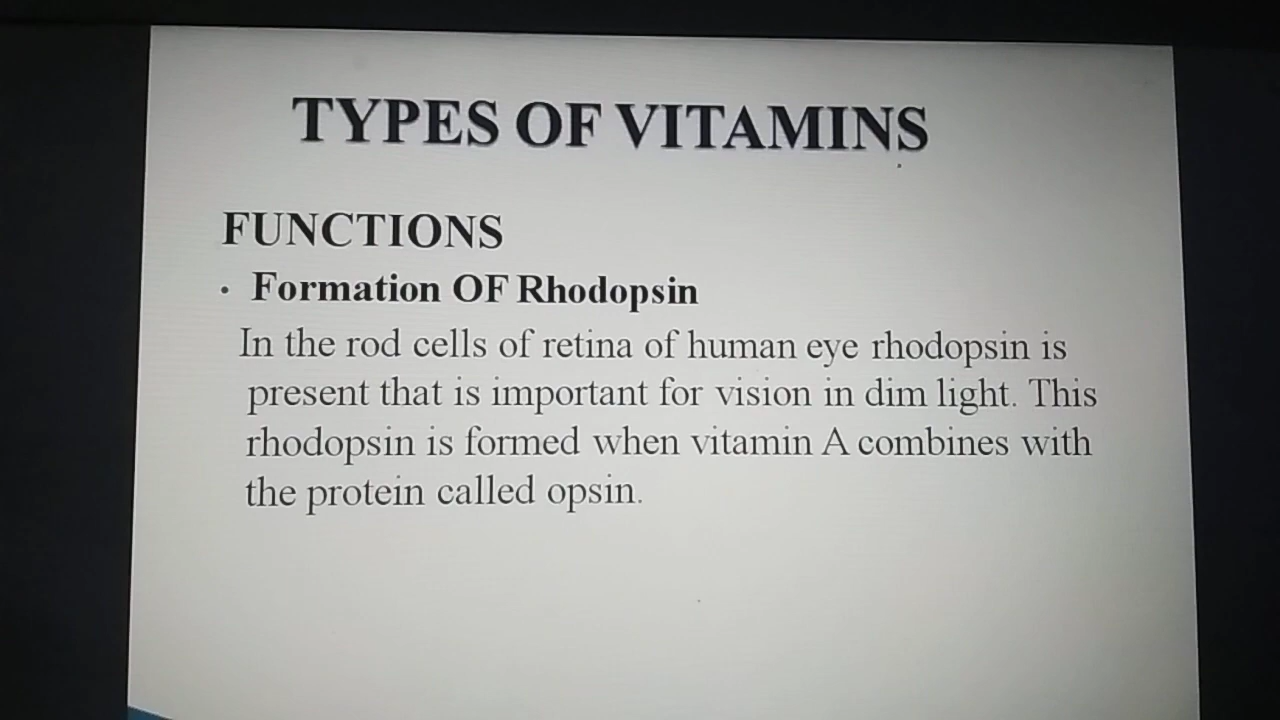 TYPES OF VITAMINS
FUNCTIONS
• Formation OF Rhodopsin
In the rod cells of retina of human eye rhodopsin is
present that is important for vision in dim light. This
rhodopsin is formed when vitamin A combines with
the protein called opsin.